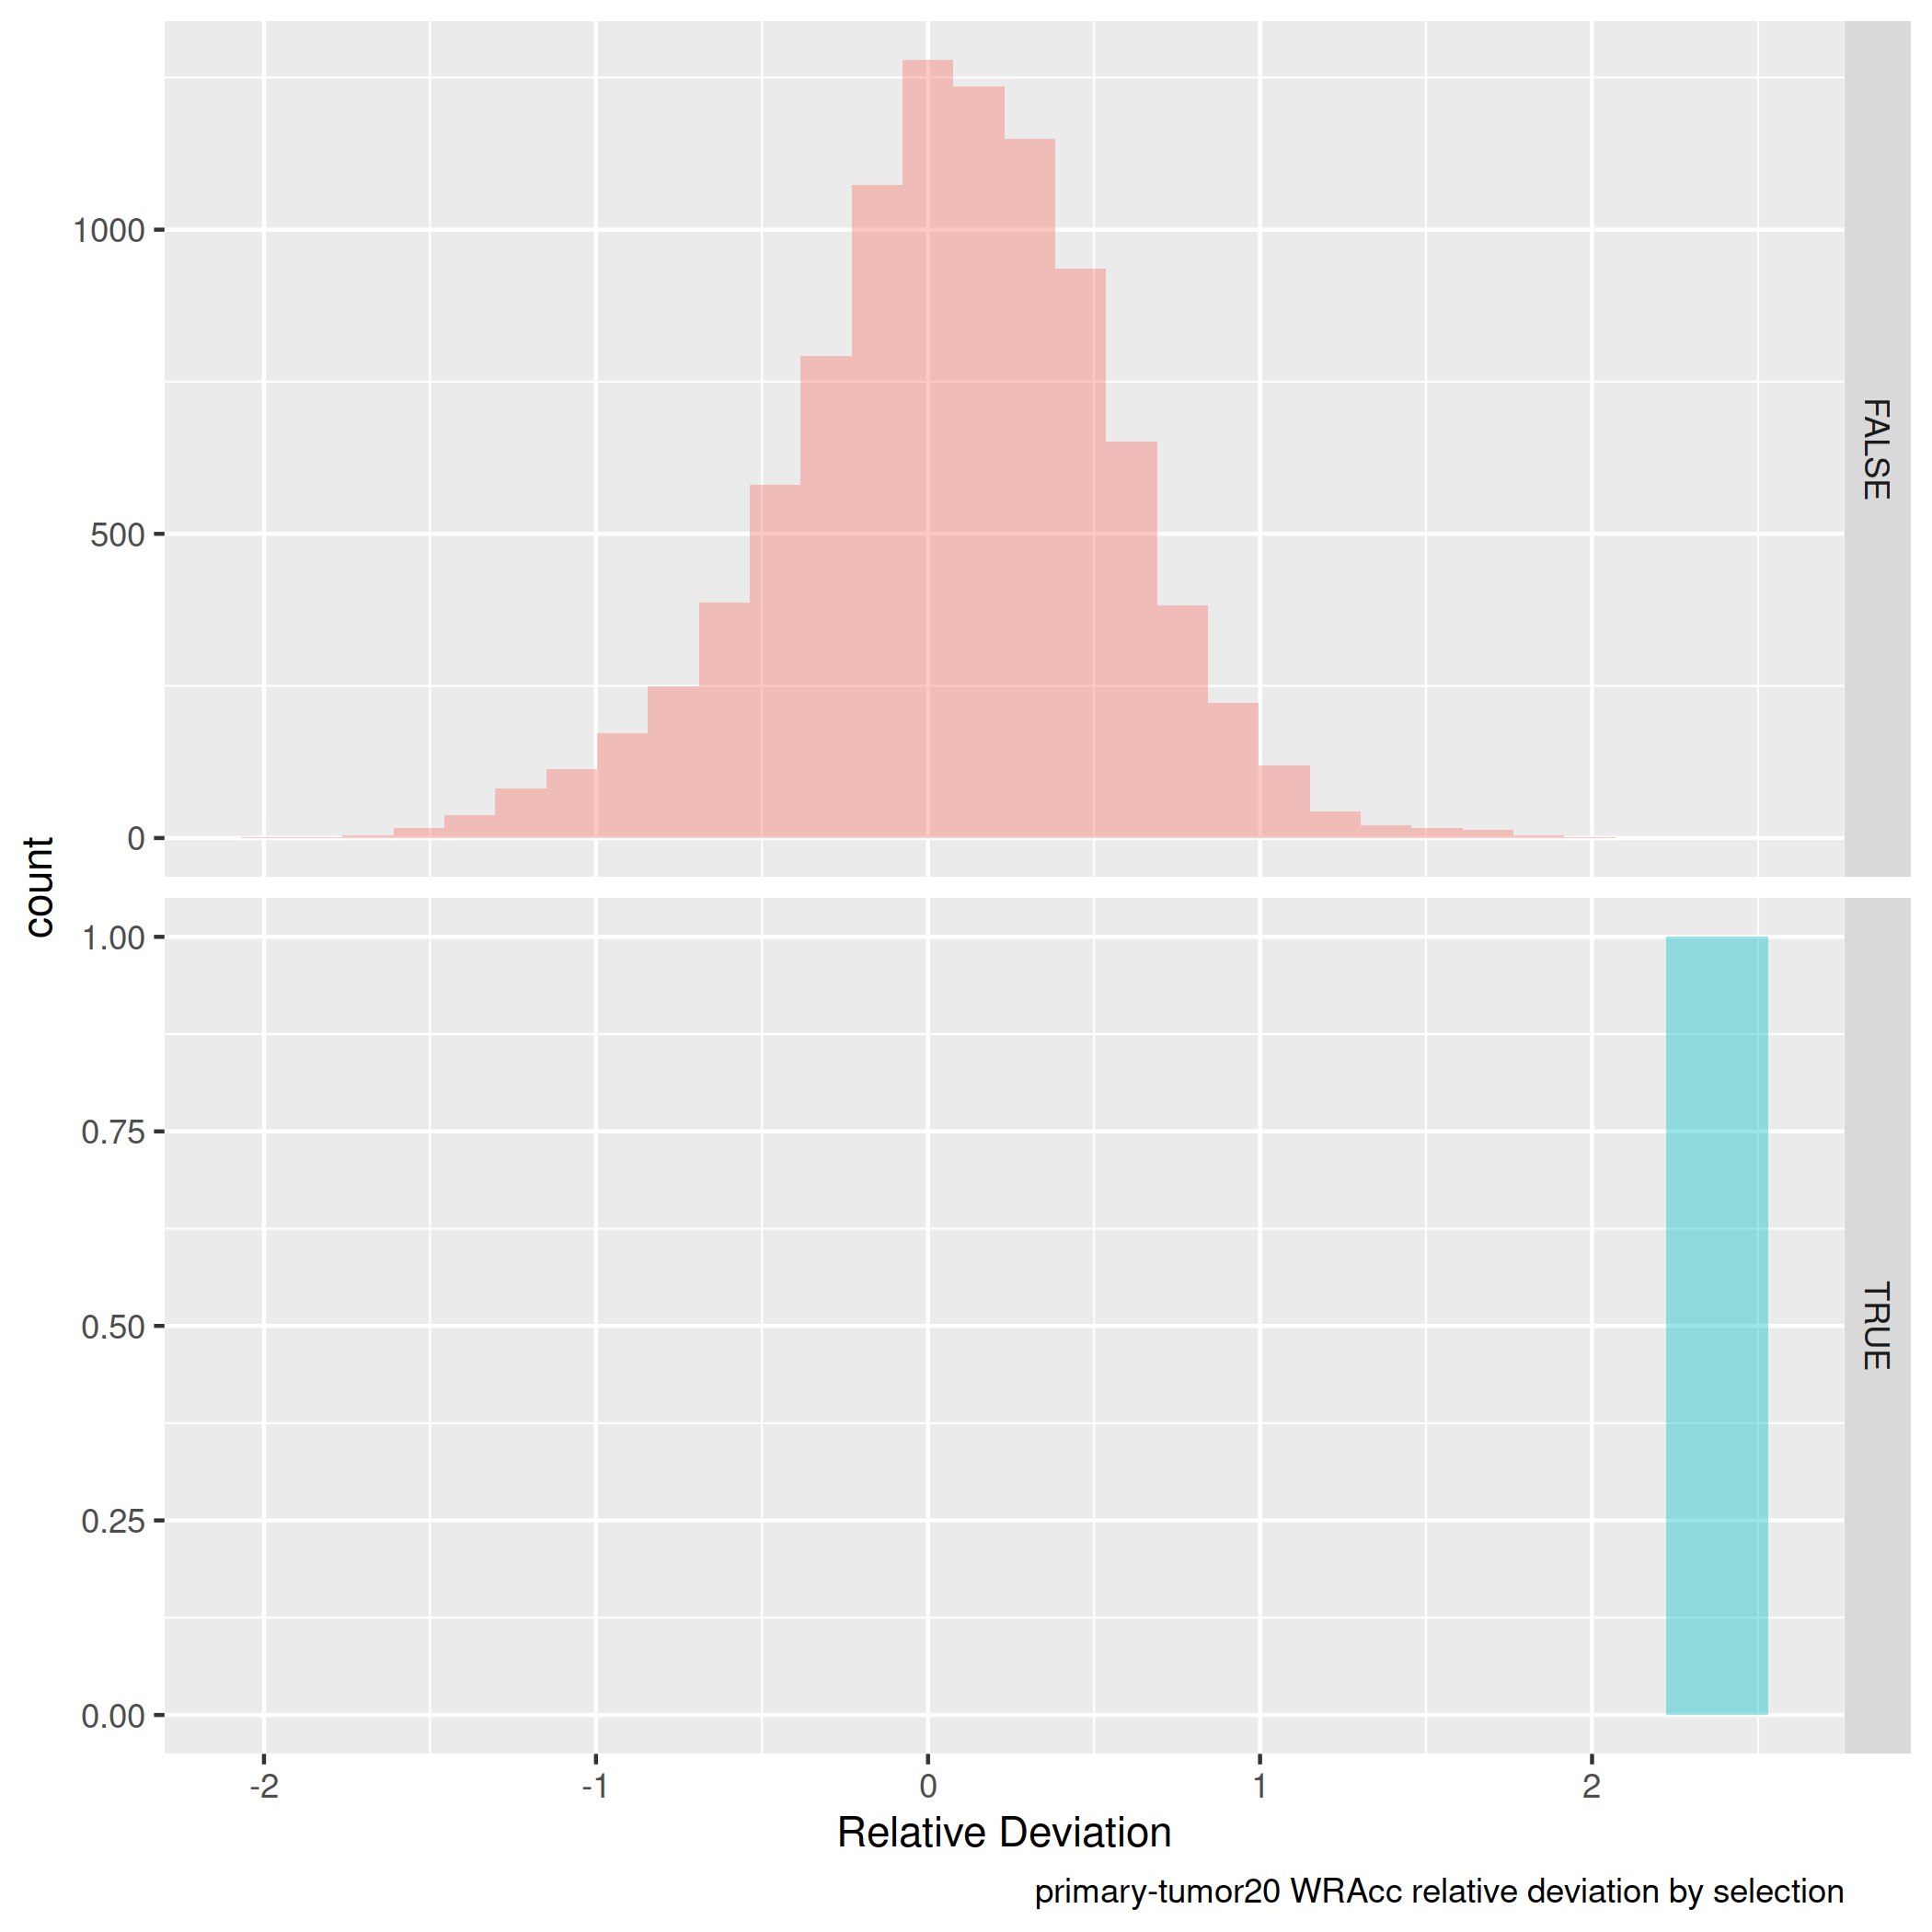 1000
500
0
FALSE
count
1.00
0.75
0.50
0.25
0.00
TRUE
-2 -1 0 1 2
Relative Deviation
primary-tumor20 WRAcc relative deviation by selection